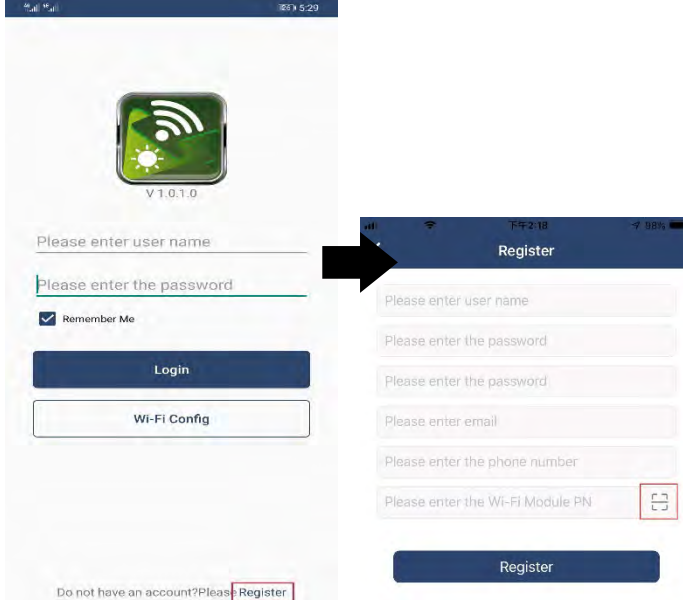 5:29
V 1.0.1.0
Please enter user name
Please enter the password
Remember Me
Login
Wi-Fi Config
Do not have an account?Please Register
下午2:18
98%
Register
Please enter user name
Please enter the password
Please enter the password
Please enter email
Please enter the phone number
Please enter the Wi-Fi Module PN
Register